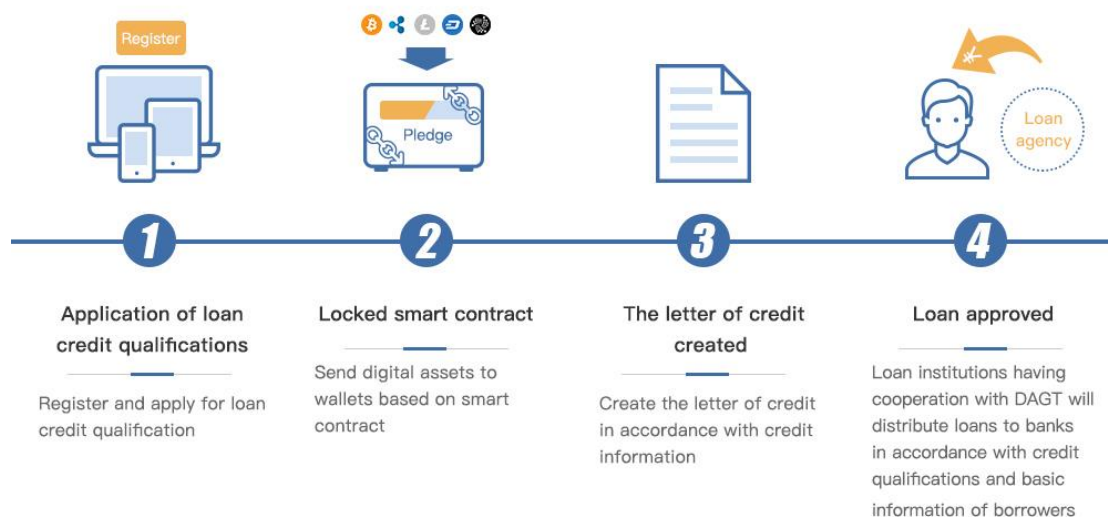 Register
Pledge
Loan
agency
1
2
3
4
Application of loan
credit qualifications
Register and apply for loan
credit qualification
Locked smart contract
Send digital assets to
wallets based on smart
contract
The letter of credit
created
Create the letter of credit
in accordance with credit
information
Loan approved
Loan institutions having
cooperation with DAGT will
distribute loans to banks
in accordance with credit
qualifications and basic
information of borrowers